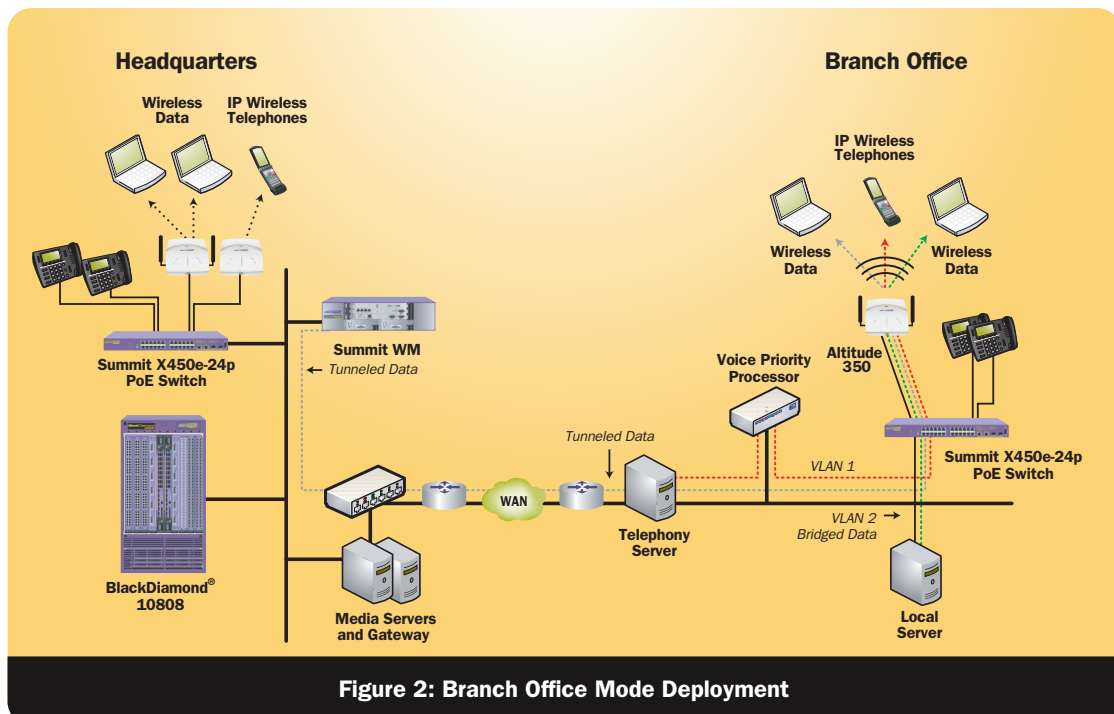 Headquarters
Branch Office
Wireless
Data
IP Wireless
Telephones
Summit X450e-24p
PoE Switch
Summit WM
Tunneled Data
BlackDiamond®
10808
Media Servers
and Gateway
WAN
Tunneled Data
Telephony
Server
Voice Priority
Processor
IP Wireless
Telephones
Wireless
Data
Wireless
Data
Altitude
350
Summit X450e-24p
PoE Switch
VLAN 1
VLAN 2
Bridged Data
Local
Server
Figure 2: Branch Office Mode Deployment